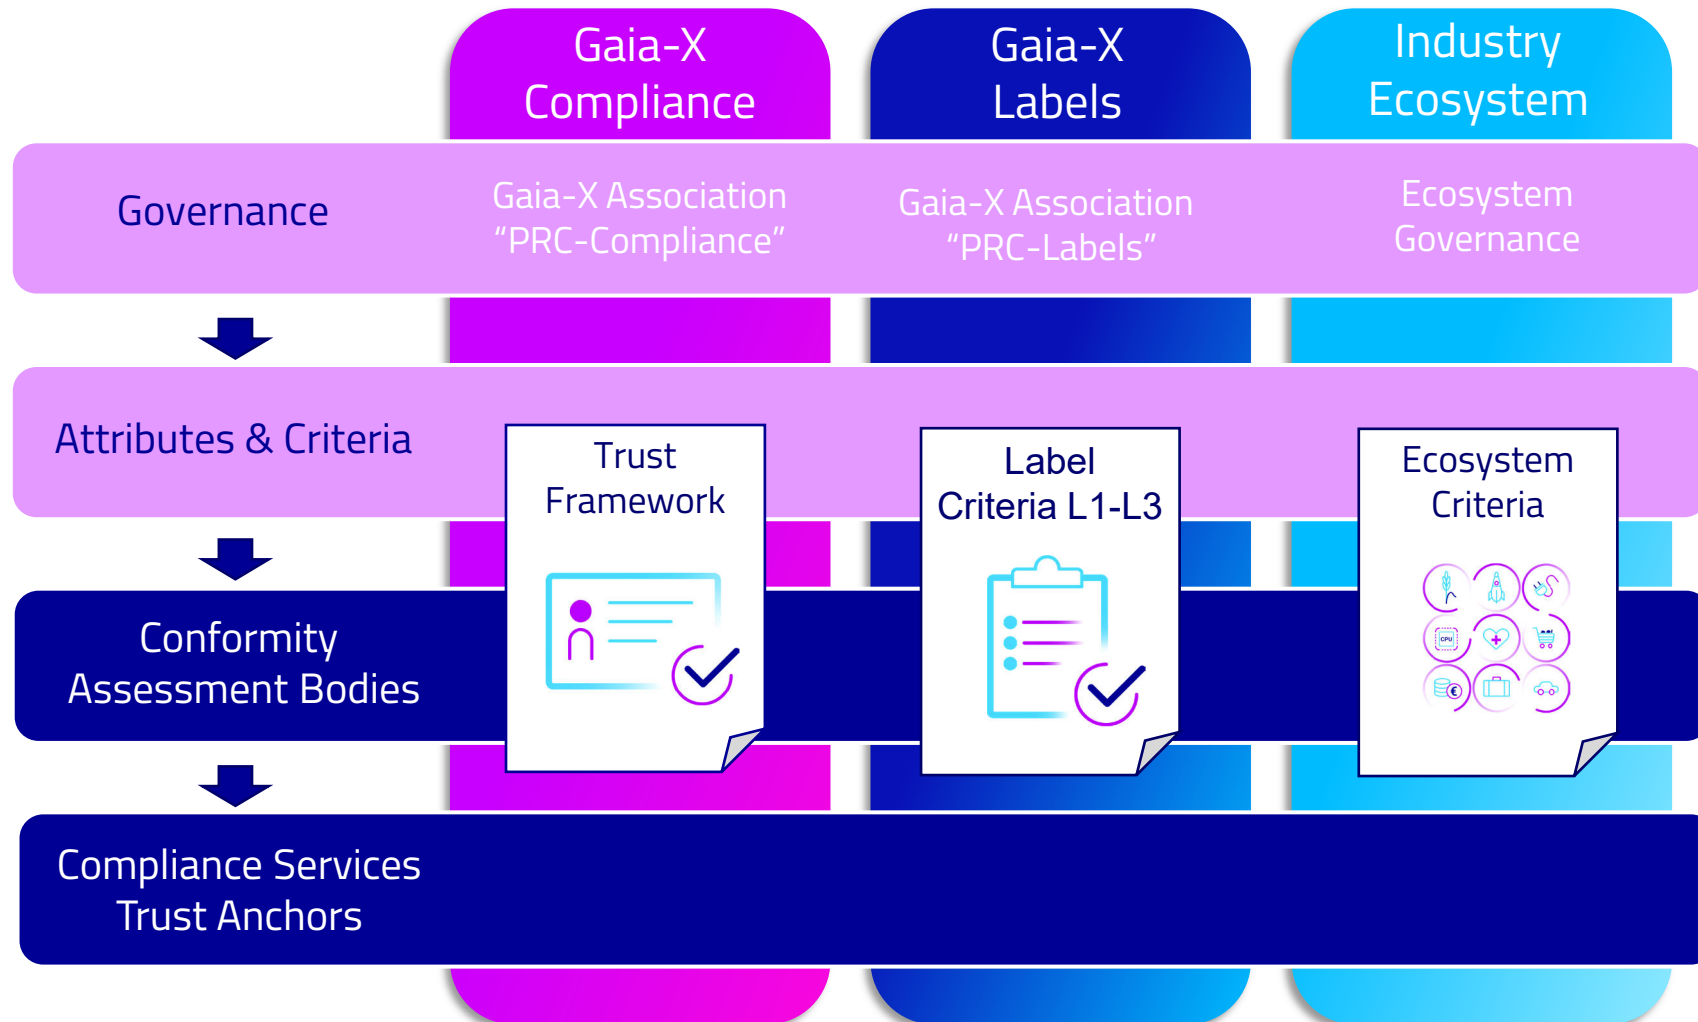 Gaia-X
Compliance
Gaia-X
Labels
Industry
Ecosystem
Governance
Gaia-X Association
“PRC-Compliance”
Gaia-X Association
“PRC-Labels”
Ecosystem
Governance
Attributes & Criteria
Trust
Framework
Label
Criteria L1-L3
Ecosystem
Criteria
CPU
€
Conformity
Assessment Bodies
Compliance Services
Trust Anchors